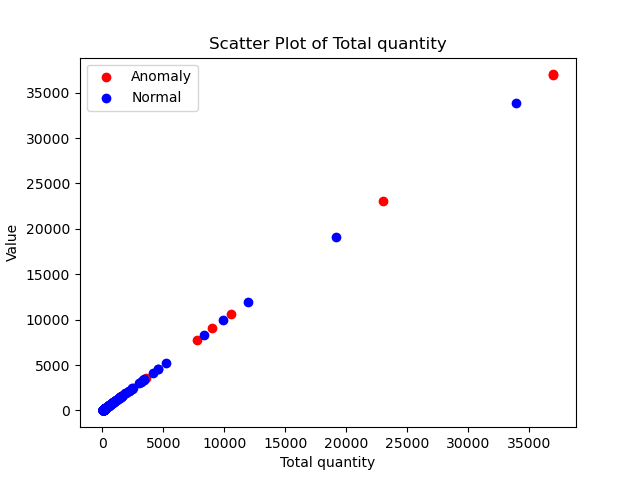 Scatter Plot of Total quantity
Anomaly
Normal
35000
30000
25000
20000
15000
10000
5000
0
Value
0 5000 10000 15000 20000 25000 30000 35000
Total quantity